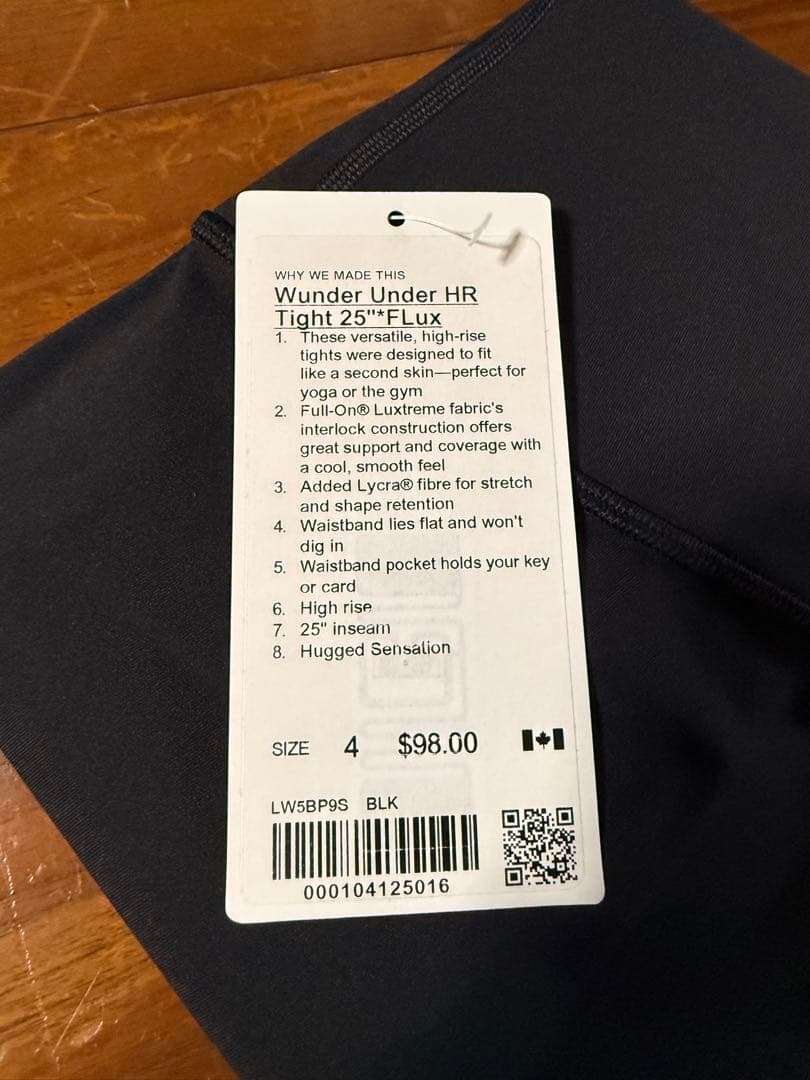 WHY WE MADE THIS
Wunder Under HR
Tight 25"*FLux
1. These versatile, high-rise
tights were designed to fit
like a second skin—perfect for
yoga or the gym
2. Full-On® Luxtreme fabric's
interlock construction offers
great support and coverage with
a cool, smooth feel
3. Added Lycra® fibre for stretch
and shape retention
4. Waistband lies flat and won't
dig in
5. Waistband pocket holds your key
or card
6. High rise
7. 25" inseam
8. Hugged Sensation
SIZE 4 $98.00
LW5BP9S BLK
000104125016